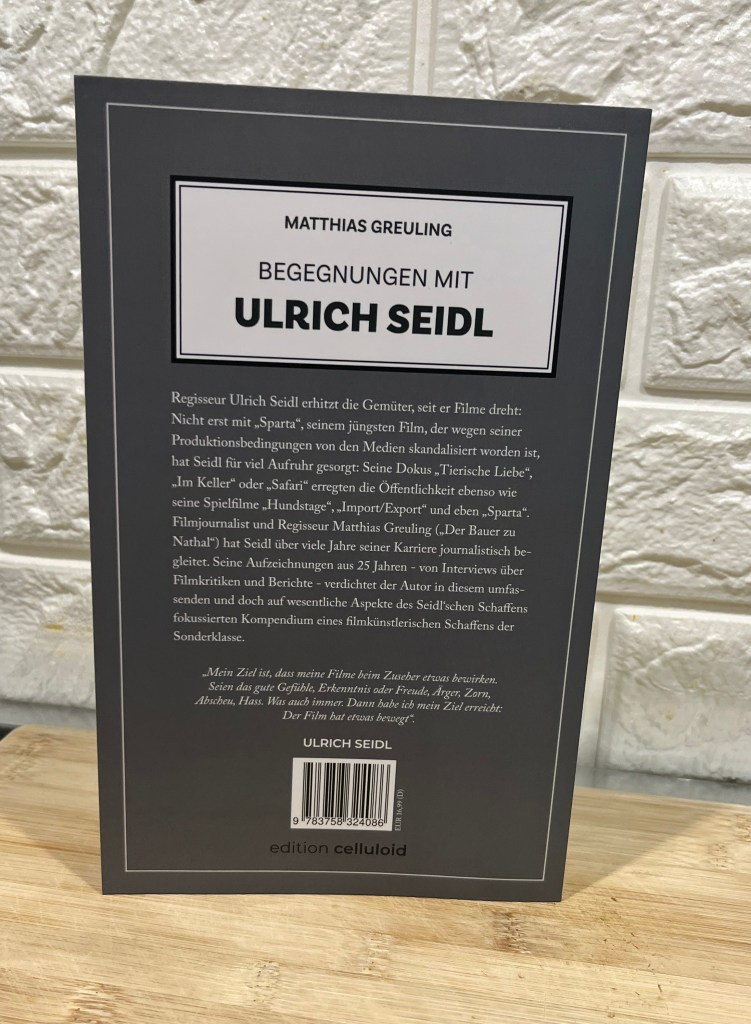 MATTHIAS GREULING
BEGEGNUNGEN MIT
ULRICH SEIDL
Regisseur Ulrich Seidl erhitzt die Gemüter, seit er Filme dreht:
Nicht erst mit „Sparta“, seinem jüngsten Film, der wegen seiner
Produktionsbedingungen von den Medien skandalisiert worden ist,
hat Seidl für viel Aufruhr gesorgt: Seine Dokus „Tierische Liebe“,
„Im Keller“ oder „Safari“ erregten die Öffentlichkeit ebenso wie
seine Spielfilme „Hundstage“, „Import/Export“ und eben „Sparta“.
Filmjournalist und Regisseur Matthias Greuling („Der Bauer zu
Nathal“) hat Seidl über viele Jahre seiner Karriere journalistisch be-
gleitet. Seine Aufzeichnungen aus 25 Jahren - von Interviews über
Filmkritiken und Berichte - verdichtet der Autor in diesem umfas-
senden und doch auf wesentliche Aspekte des Seidl‘schen Schaffens
fokussierten Kompendium eines filmkünstlerischen Schaffens der
Sonderklasse.
„Mein Ziel ist, dass meine Filme beim Zuseher etwas bewirken.
Seien das gute Gefühle, Erkenntnis oder Freude, Ärger, Zorn,
Abscheu, Hass. Was auch immer. Dann habe ich mein Ziel erreicht:
Der Film hat etwas bewegt“.
ULRICH SEIDL
9 783758 324086
EUR 16,99 (D)
edition celluloid